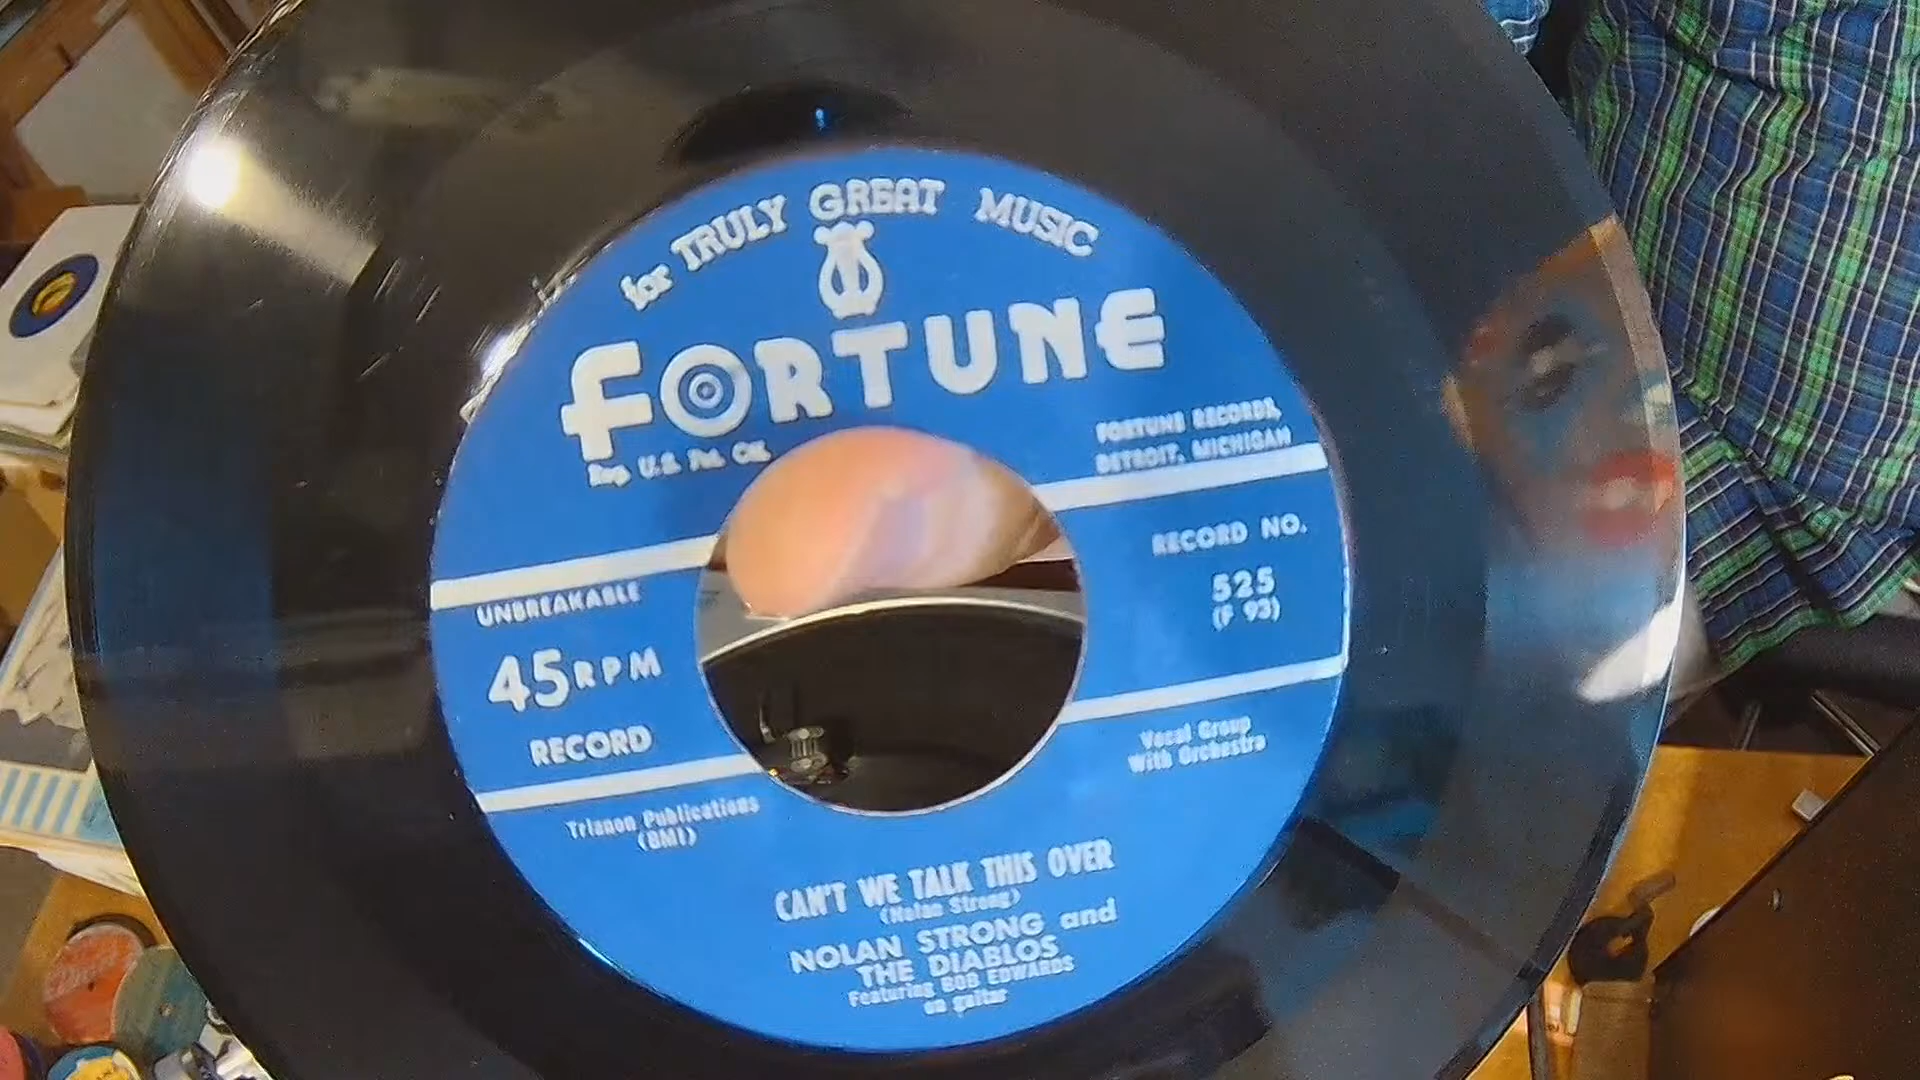 for TRULY GREAT MUSIC
FORTUNE
Reg. U.S. Pat. Off.
FORTUNE RECORDS,
DETROIT, MICHIGAN
UNBREAKABLE
45 RPM
RECORD
RECORD NO.
525
(F 93)
Trianon Publications
(BMI)
Vocal Group
with Orchestra
CAN'T WE TALK THIS OVER
(Nolan Strong)
NOLAN STRONG and
THE DIABLOS
Featuring BOB EDWARDS
on guitar